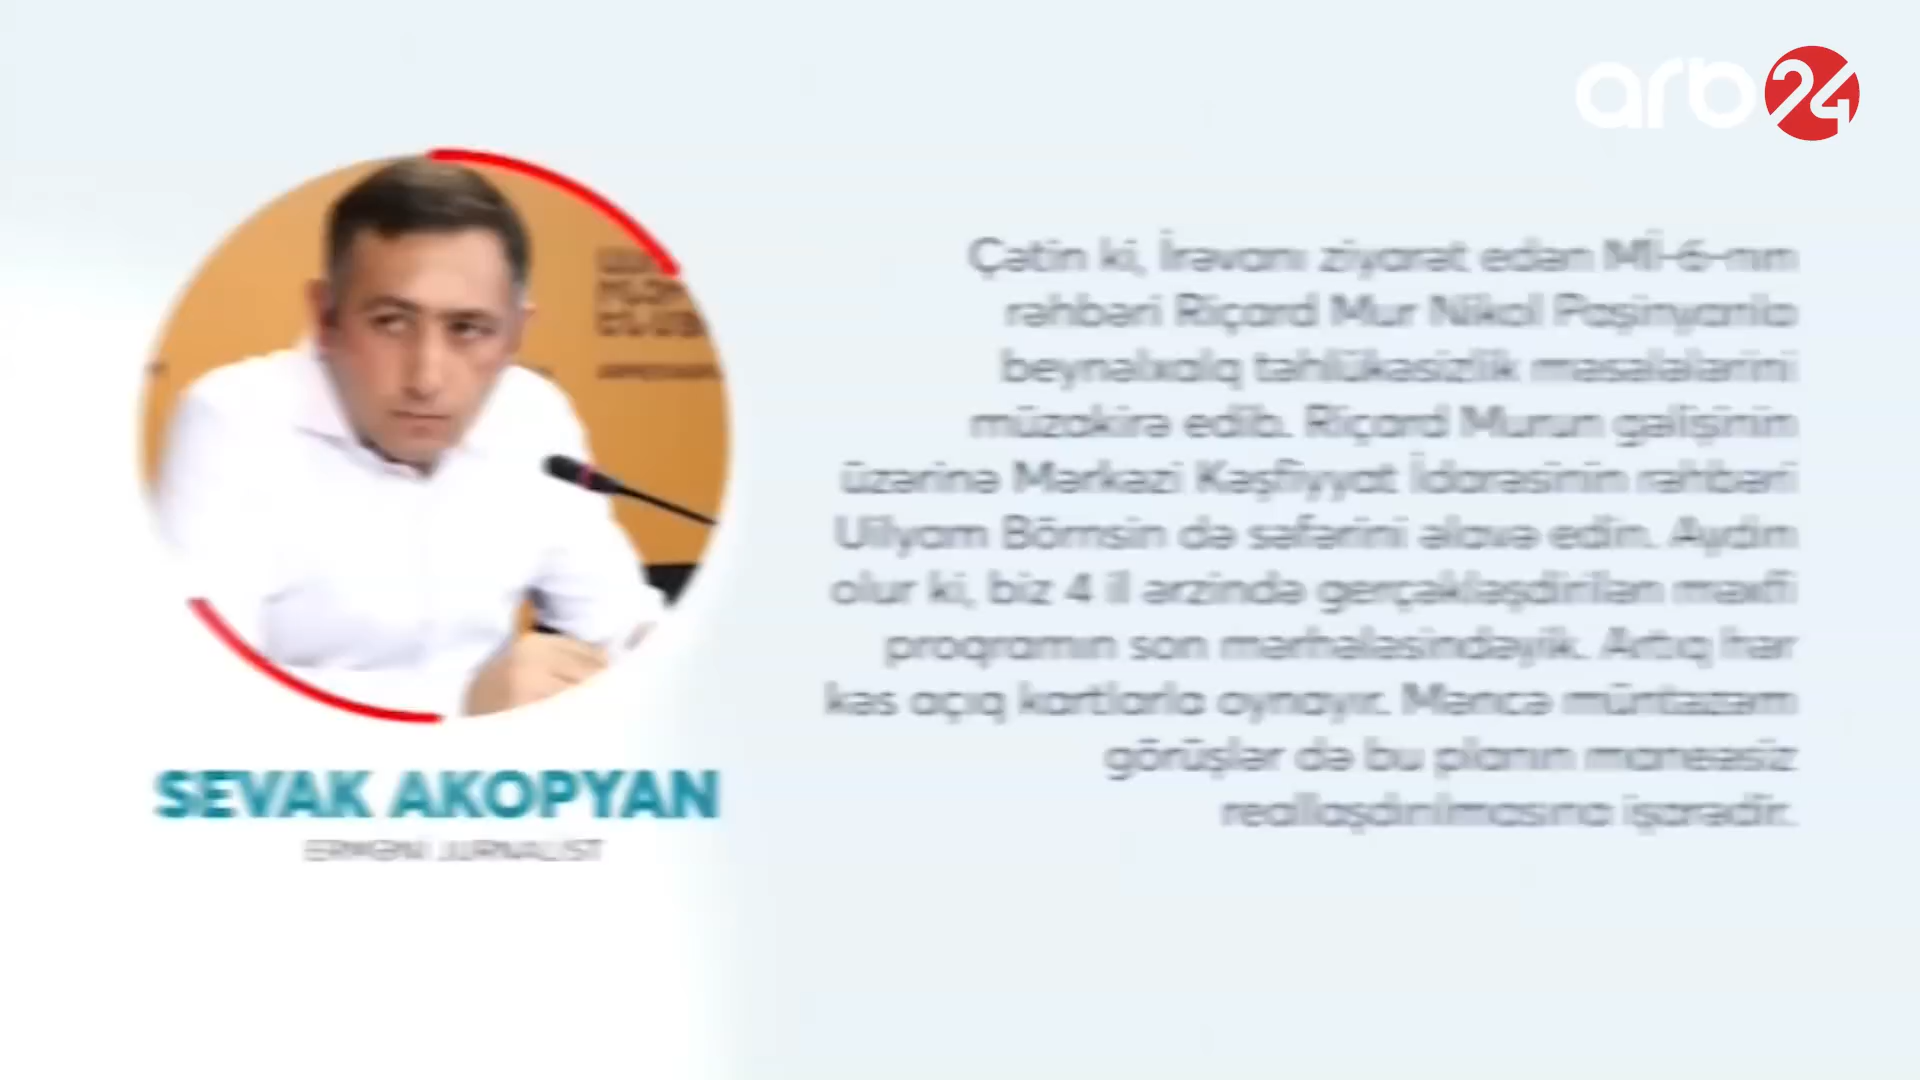 arb24
Çətin ki, İrəvanı ziyarət edən Mİ-6-nın
rəhbəri Riçard Mur Nikol Paşinyanla
beynəlxalq təhlükəsizlik məsələlərini
müzakirə edib. Riçard Murun gəlişinin
üzərinə Mərkəzi Kəşfiyyat İdarəsinin rəhbəri
Uilyam Börnsin də səfərini əlavə edin. Aydın
olur ki, biz 4 il ərzində gerçəkləşdirilən məxfi
proqramın son mərhələsindəyik. Artıq hər
kəs açıq kartlarla oynayır. Məncə müntəzəm
görüşlər də bu planın maneəsiz
reallaşdırılmasına işarədir.
SEVAK AKOPYAN
ERMƏNİ JURNALİST